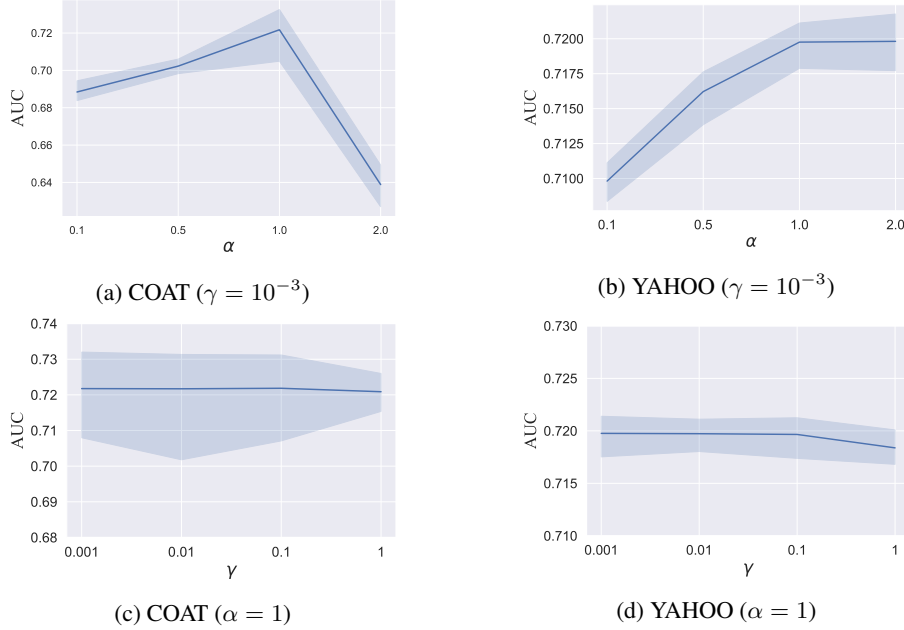 AUC
0.72
0.70
0.68
0.66
0.64
0.1 0.5 1.0 2.0
α
(a) COAT (γ = 10⁻³)
AUC
0.7200
0.7175
0.7150
0.7125
0.7100
0.1 0.5 1.0 2.0
α
(b) YAHOO (γ = 10⁻³)
AUC
0.74
0.73
0.72
0.71
0.70
0.69
0.68
0.001 0.01 0.1 1
γ
(c) COAT (α = 1)
AUC
0.730
0.725
0.720
0.715
0.710
0.001 0.01 0.1 1
γ
(d) YAHOO (α = 1)